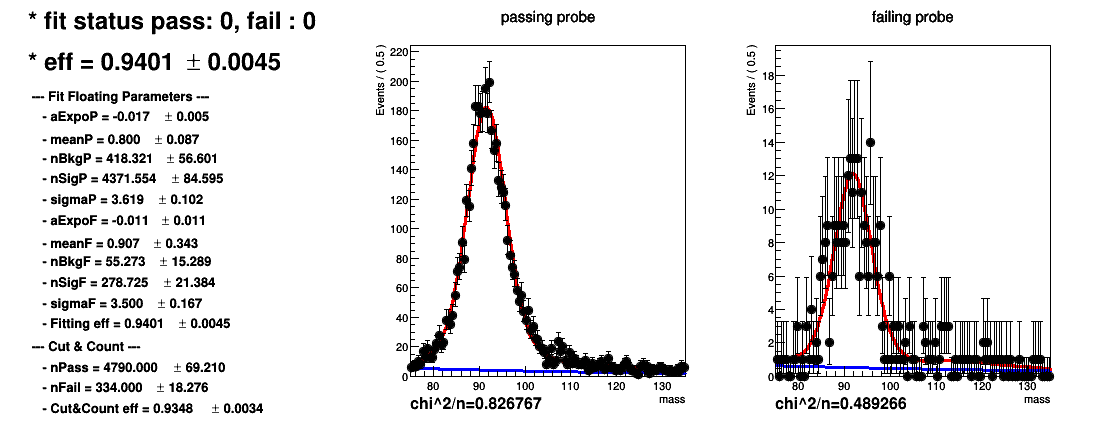 * fit status pass: 0, fail : 0
* eff = 0.9401 ± 0.0045
--- Fit Floating Parameters ---
- aExpoP = -0.017 ± 0.005
- meanP = 0.800 ± 0.087
- nBkgP = 418.321 ± 56.601
- nSigP = 4371.554 ± 84.595
- sigmaP = 3.619 ± 0.102
- aExpoF = -0.011 ± 0.011
- meanF = 0.907 ± 0.343
- nBkgF = 55.273 ± 15.289
- nSigF = 278.725 ± 21.384
- sigmaF = 3.500 ± 0.167
- Fitting eff = 0.9401 ± 0.0045
--- Cut & Count ---
- nPass = 4790.000 ± 69.210
- nFail = 334.000 ± 18.276
- Cut&Count eff = 0.9348 ± 0.0034
passing probe
Events / ( 0.5 )
220
200
180
160
140
120
100
80
60
40
20
0
80 90 100 110 120 130
mass
chi^2/n=0.826767
failing probe
Events / ( 0.5 )
18
16
14
12
10
8
6
4
2
0
80 90 100 110 120 130
mass
chi^2/n=0.489266